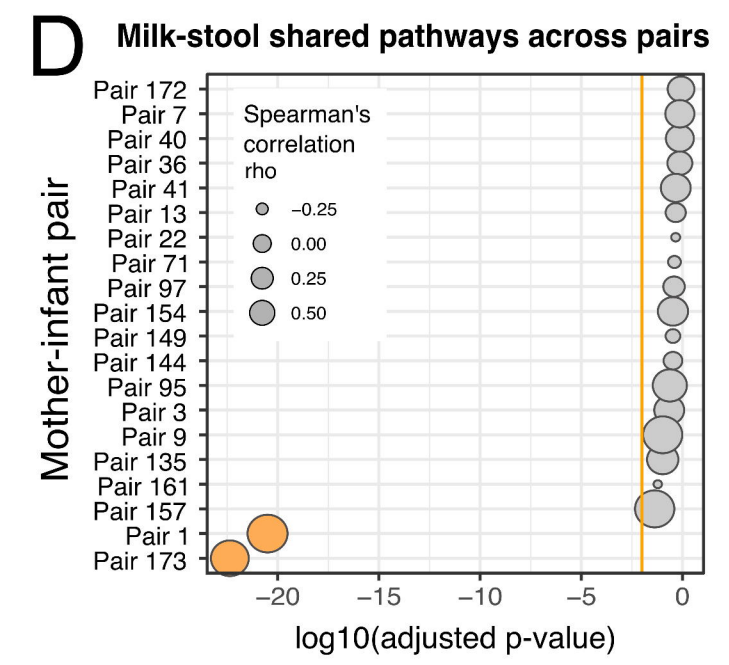 D
Milk-stool shared pathways across pairs
Mother-infant pair
Pair 172
Pair 7
Pair 40
Pair 36
Pair 41
Pair 13
Pair 22
Pair 71
Pair 97
Pair 154
Pair 149
Pair 144
Pair 95
Pair 3
Pair 9
Pair 135
Pair 161
Pair 157
Pair 1
Pair 173
Spearman's
correlation
rho
−0.25
0.00
0.25
0.50
−20 −15 −10 −5 0
log10(adjusted p-value)